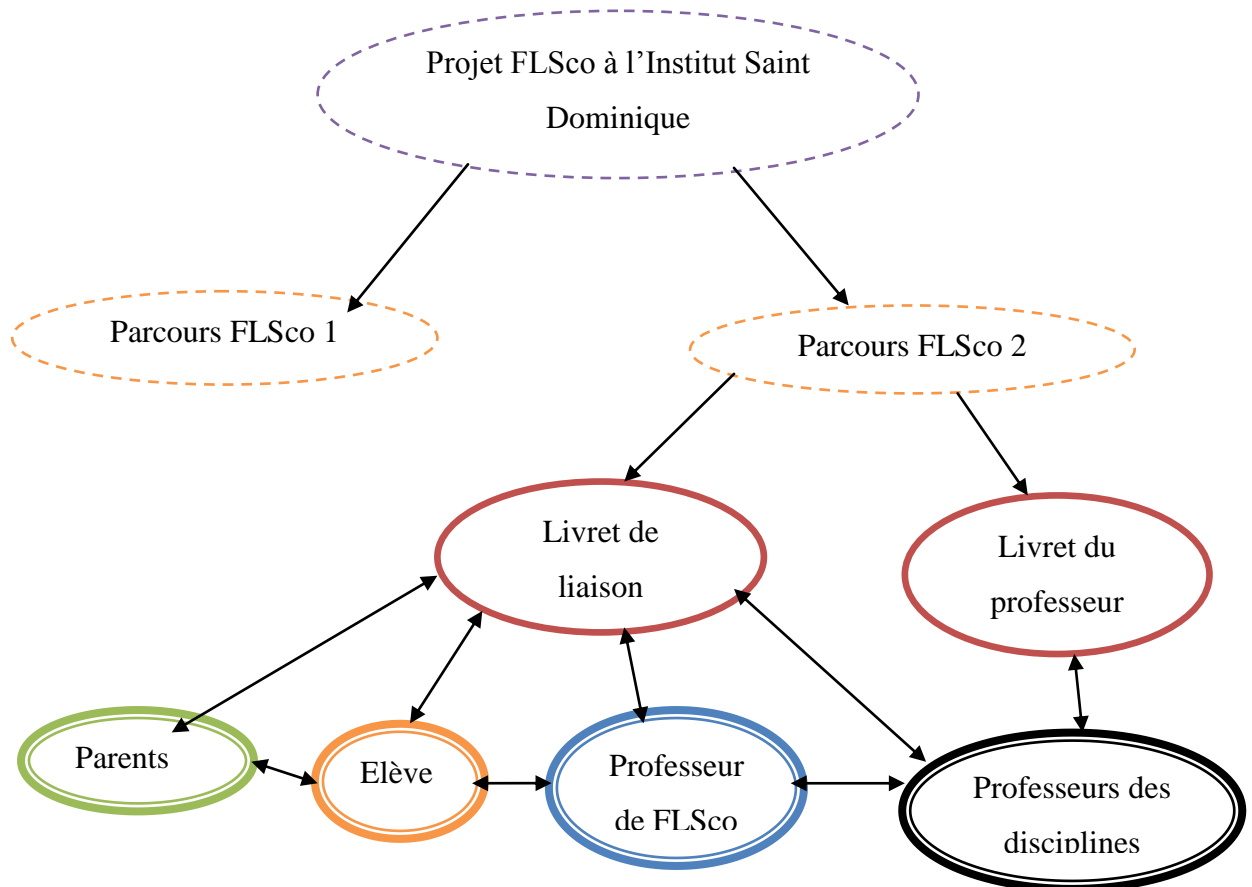 Projet FLSco à l’Institut Saint
Dominique
Parcours FLSco 1
Parcours FLSco 2
Livret de
liaison
Livret du
professeur
Parents
Elève
Professeur
de FLSco
Professeurs des
disciplines